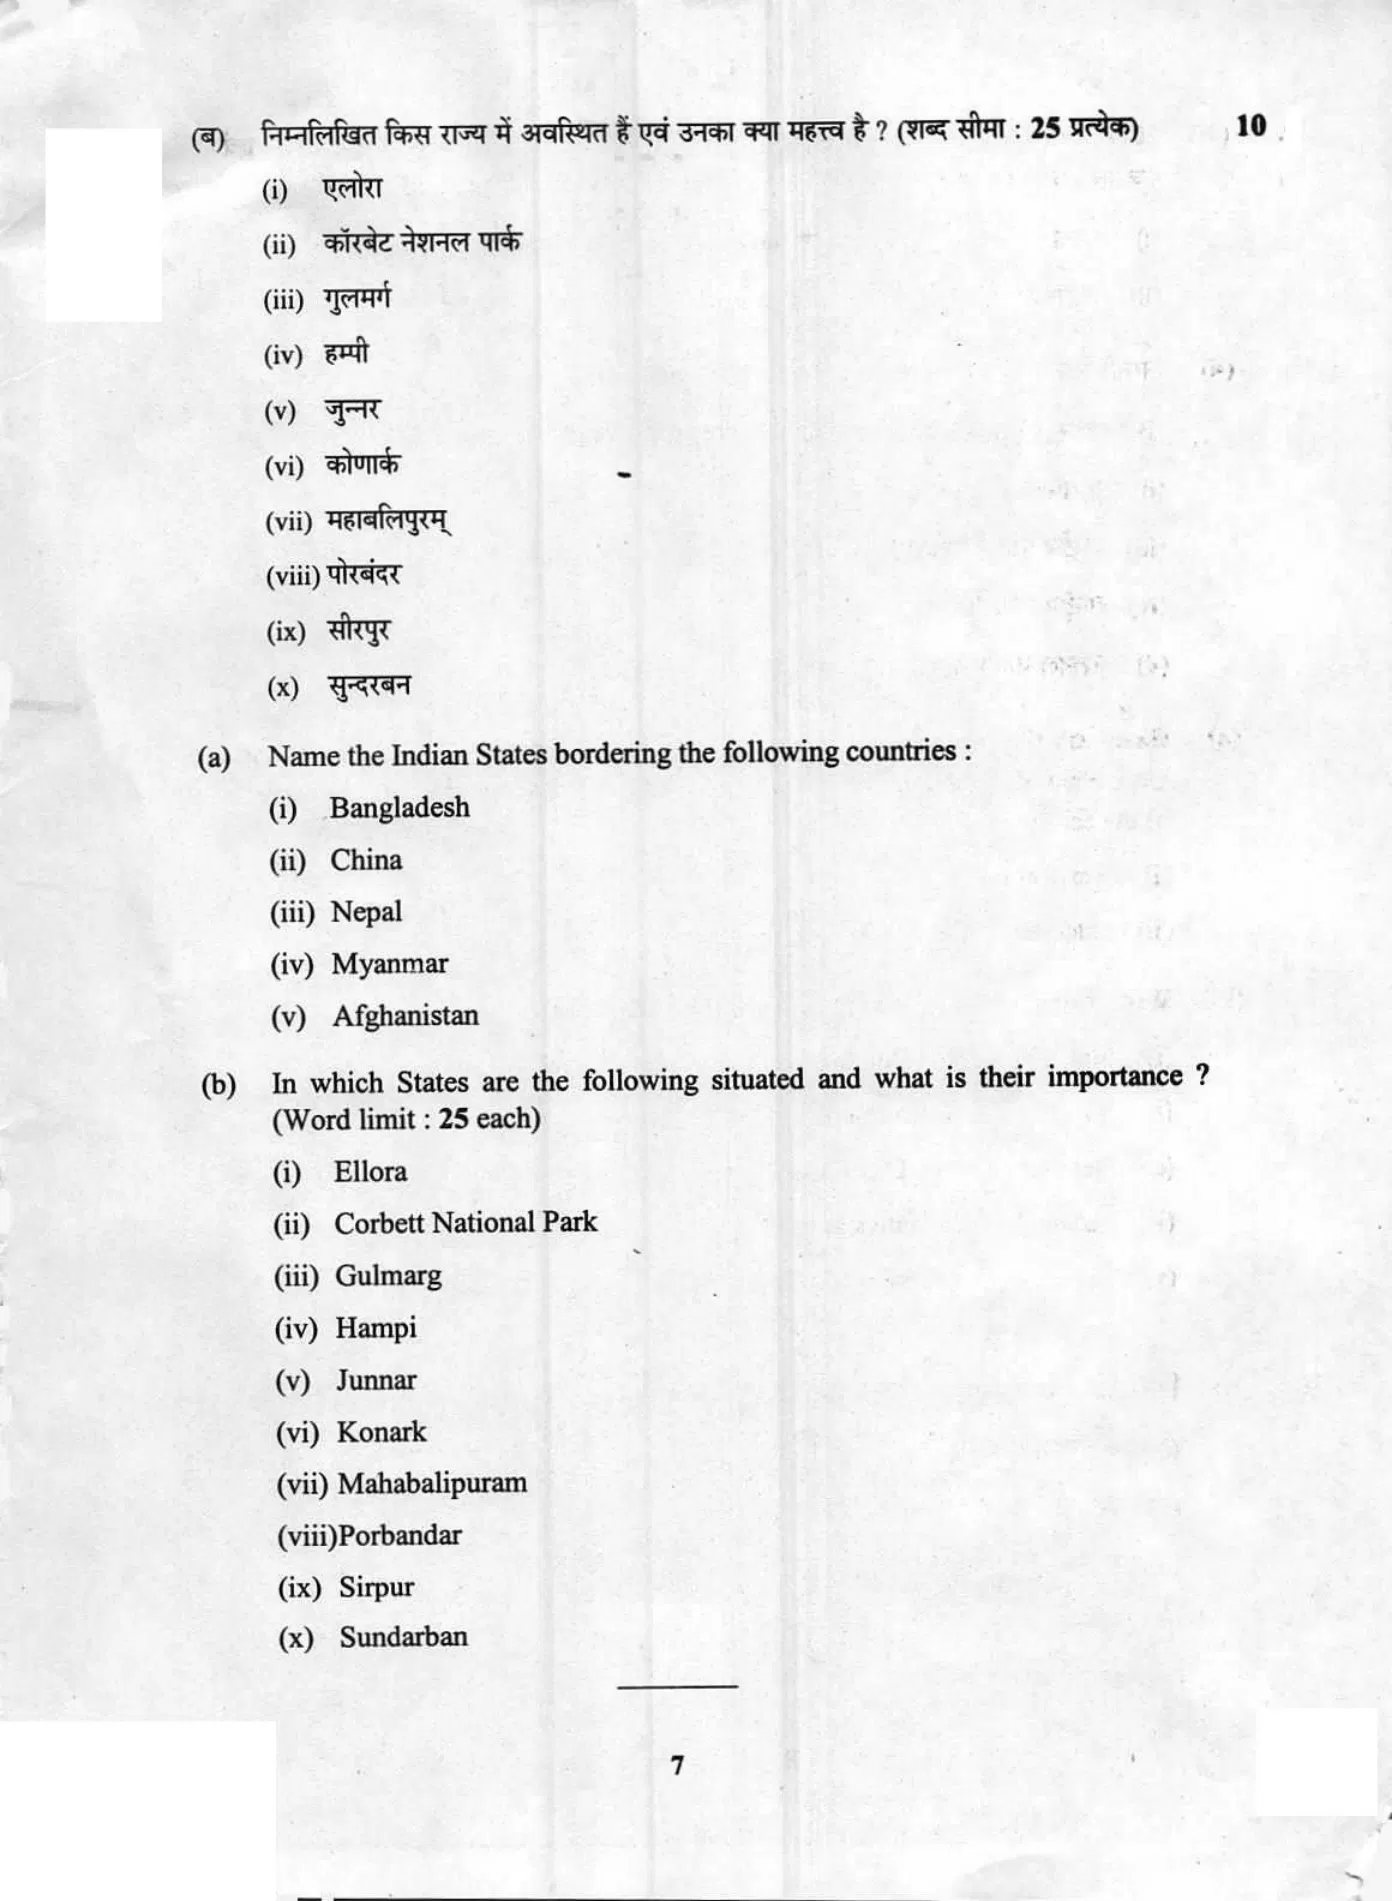 (ब) निम्नलिखित किस राज्य में अवस्थित हैं एवं उनका क्या महत्त्व है ? (शब्द सीमा : 25 प्रत्येक) 10
(i) एलोरा
(ii) कॉरबेट नेशनल पार्क
(iii) गुलमर्ग
(iv) हम्पी
(v) जुन्नर
(vi) कोणार्क
(vii) महाबलिपुरम्
(viii) पोरबंदर
(ix) सीरपुर
(x) सुन्दरबन
(a) Name the Indian States bordering the following countries :
(i) Bangladesh
(ii) China
(iii) Nepal
(iv) Myanmar
(v) Afghanistan
(b) In which States are the following situated and what is their importance ?
(Word limit : 25 each)
(i) Ellora
(ii) Corbett National Park
(iii) Gulmarg
(iv) Hampi
(v) Junnar
(vi) Konark
(vii) Mahabalipuram
(viii)Porbandar
(ix) Sirpur
(x) Sundarban
7